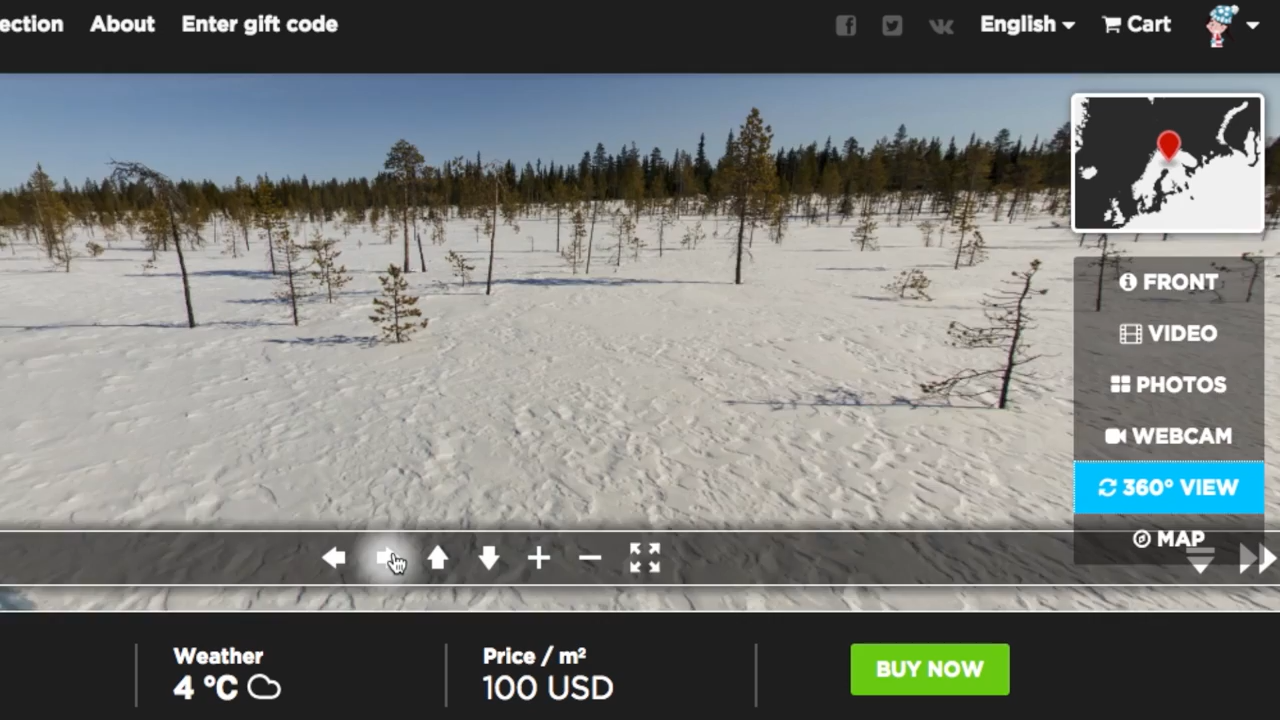 ection About Enter gift code English Cart
FRONT
VIDEO
PHOTOS
WEBCAM
360° VIEW
MAP
Weather
4 °C
Price / m²
100 USD
BUY NOW